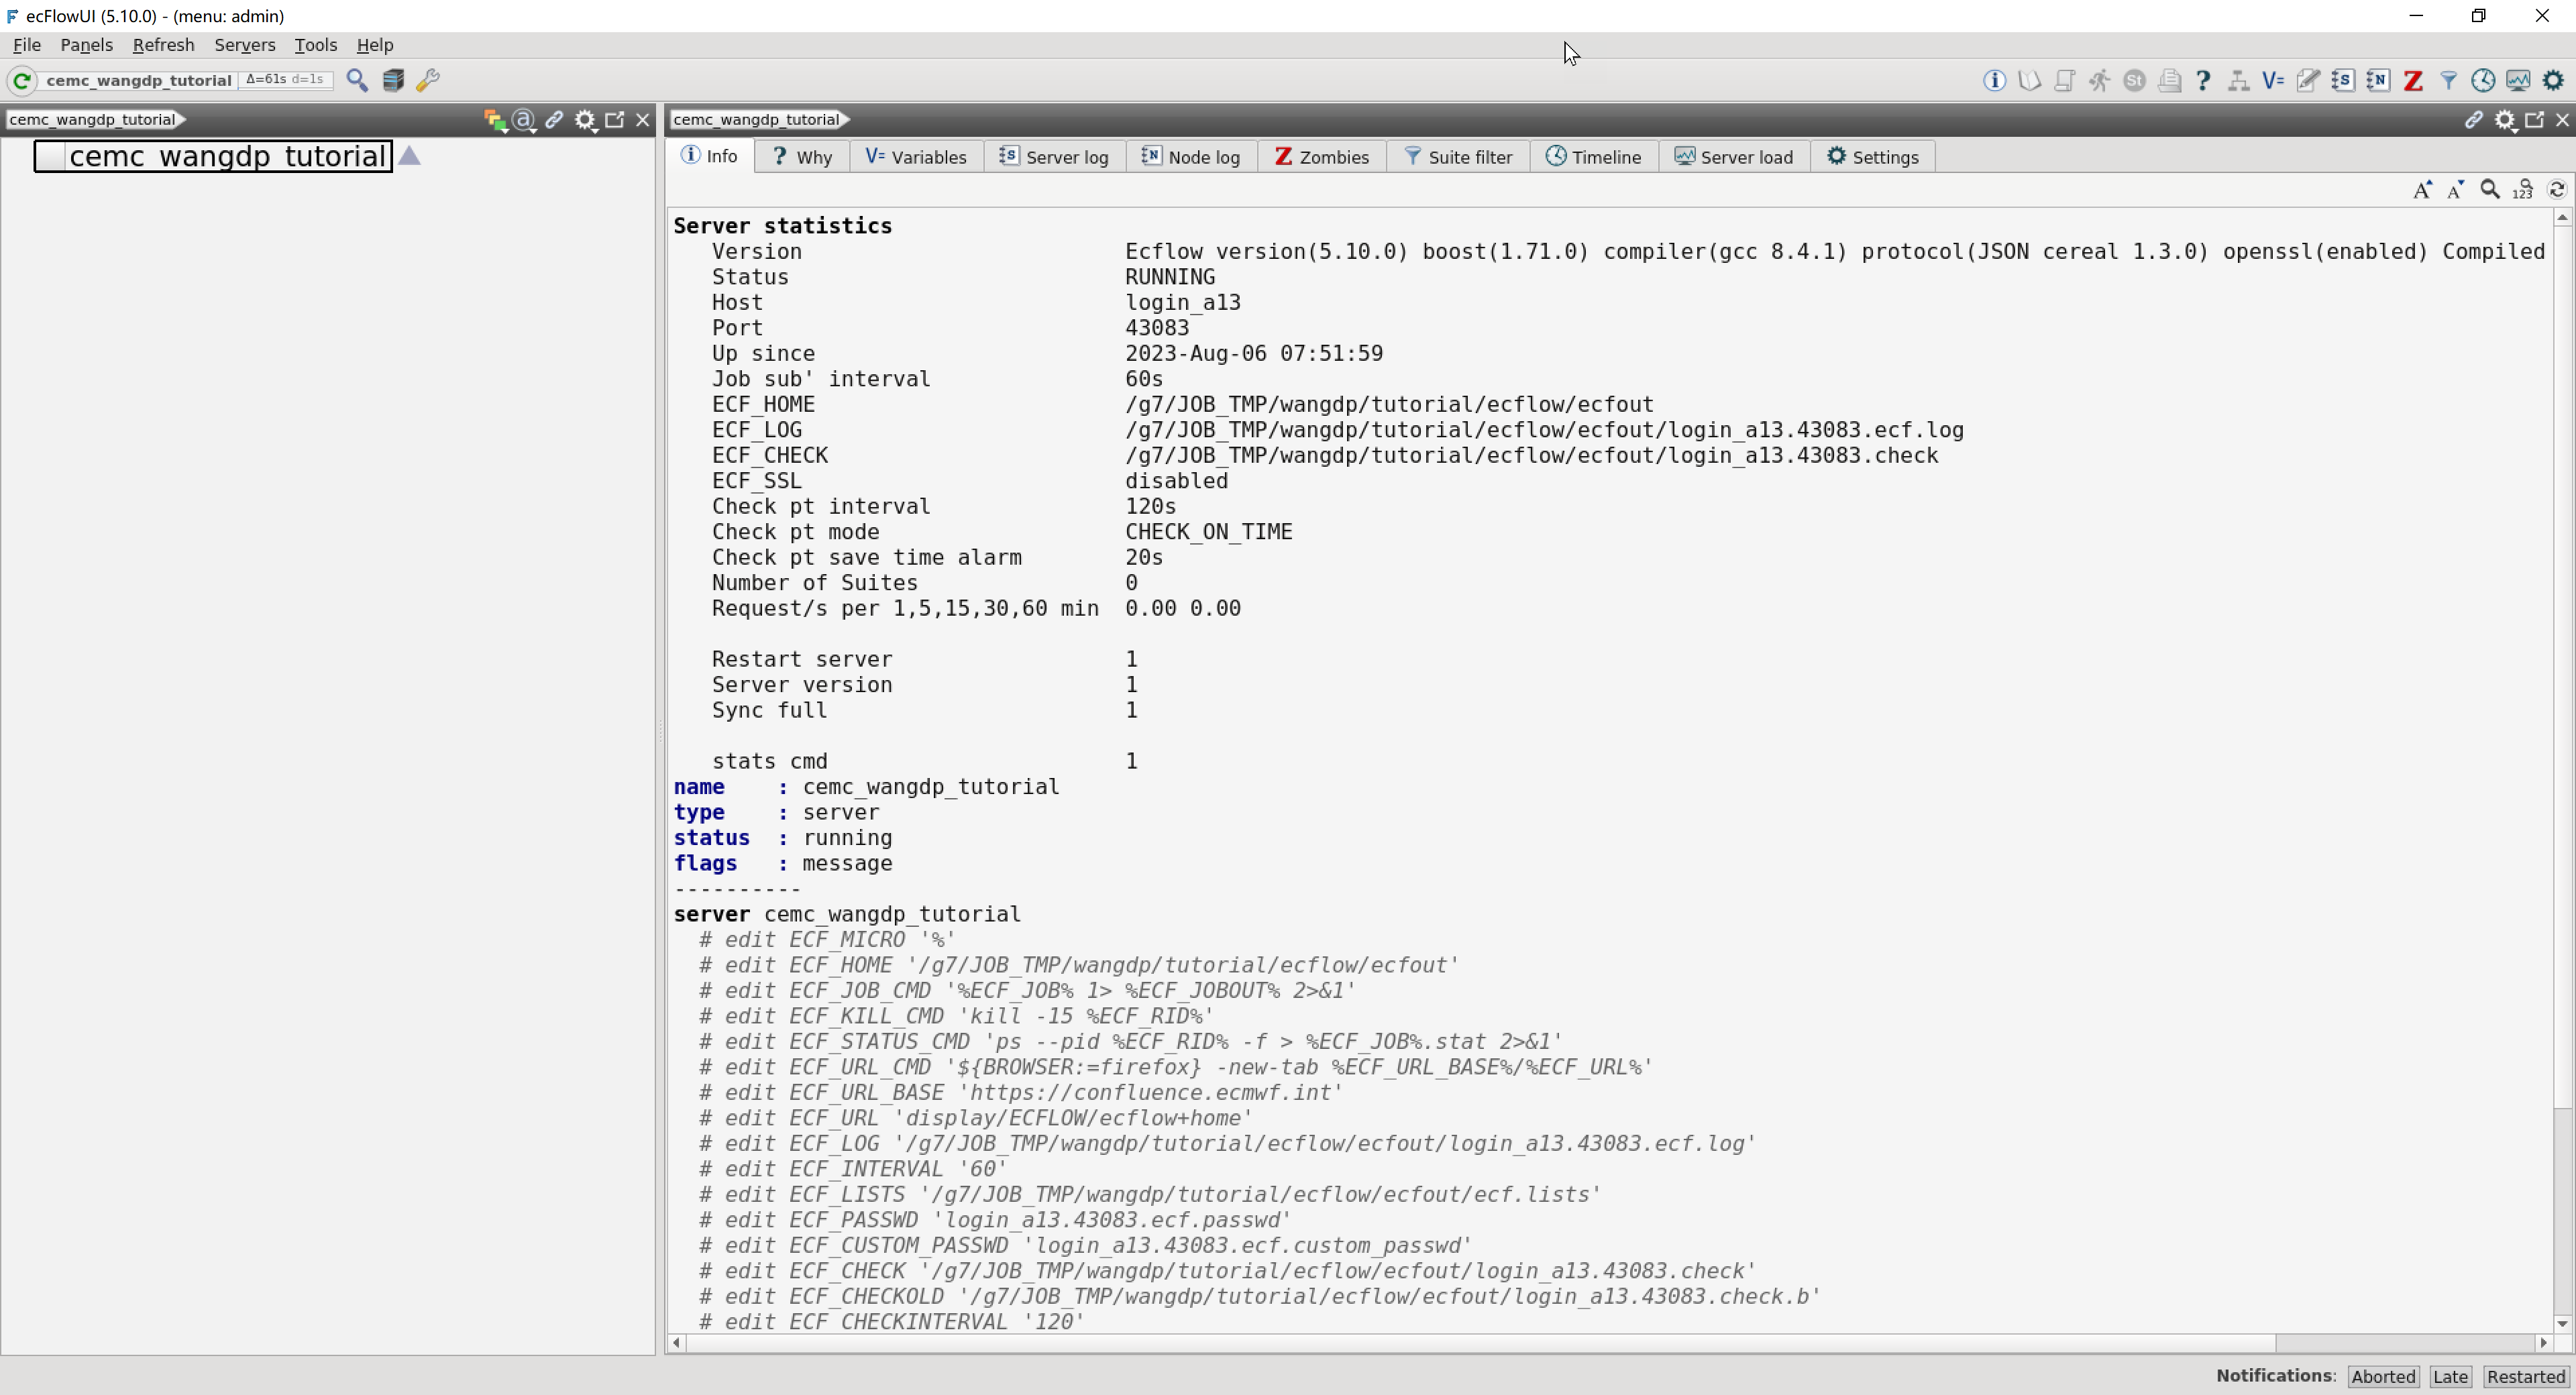 ecFlowUI (5.10.0) - (menu: admin)
File Panels Refresh Servers Tools Help
cemc_wangdp_tutorial Δ=61s d=1s
cemc_wangdp_tutorial
cemc_wangdp_tutorial
cemc_wangdp_tutorial
Info Why Variables Server log Node log Zombies Suite filter Timeline Server load Settings
Server statistics
Version Ecflow version(5.10.0) boost(1.71.0) compiler(gcc 8.4.1) protocol(JSON cereal 1.3.0) openssl(enabled) Compiled
Status RUNNING
Host login_a13
Port 43083
Up since 2023-Aug-06 07:51:59
Job sub' interval 60s
ECF_HOME /g7/JOB_TMP/wangdp/tutorial/ecflow/ecfout
ECF_LOG /g7/JOB_TMP/wangdp/tutorial/ecflow/ecfout/login_a13.43083.ecf.log
ECF_CHECK /g7/JOB_TMP/wangdp/tutorial/ecflow/ecfout/login_a13.43083.check
ECF_SSL disabled
Check pt interval 120s
Check pt mode CHECK_ON_TIME
Check pt save time alarm 20s
Number of Suites 0
Request/s per 1,5,15,30,60 min 0.00 0.00
Restart server 1
Server version 1
Sync full 1
stats cmd 1
name : cemc_wangdp_tutorial
type : server
status : running
flags : message
----------
server cemc_wangdp_tutorial
# edit ECF_MICRO '%'
# edit ECF_HOME '/g7/JOB_TMP/wangdp/tutorial/ecflow/ecfout'
# edit ECF_JOB_CMD '%ECF_JOB% 1> %ECF_JOBOUT% 2>&1'
# edit ECF_KILL_CMD 'kill -15 %ECF_RID%'
# edit ECF_STATUS_CMD 'ps --pid %ECF_RID% -f > %ECF_JOB%.stat 2>&1'
# edit ECF_URL_CMD '${BROWSER:=firefox} -new-tab %ECF_URL_BASE%/%ECF_URL%'
# edit ECF_URL_BASE 'https://confluence.ecmwf.int'
# edit ECF_URL 'display/ECFLOW/ecflow+home'
# edit ECF_LOG '/g7/JOB_TMP/wangdp/tutorial/ecflow/ecfout/login_a13.43083.ecf.log'
# edit ECF_INTERVAL '60'
# edit ECF_LISTS '/g7/JOB_TMP/wangdp/tutorial/ecflow/ecfout/ecf.lists'
# edit ECF_PASSWD 'login_a13.43083.ecf.passwd'
# edit ECF_CUSTOM_PASSWD 'login_a13.43083.ecf.custom_passwd'
# edit ECF_CHECK '/g7/JOB_TMP/wangdp/tutorial/ecflow/ecfout/login_a13.43083.check'
# edit ECF_CHECKOLD '/g7/JOB_TMP/wangdp/tutorial/ecflow/ecfout/login_a13.43083.check.b'
# edit ECF_CHECKINTERVAL '120'
Notifications: Aborted Late Restarted